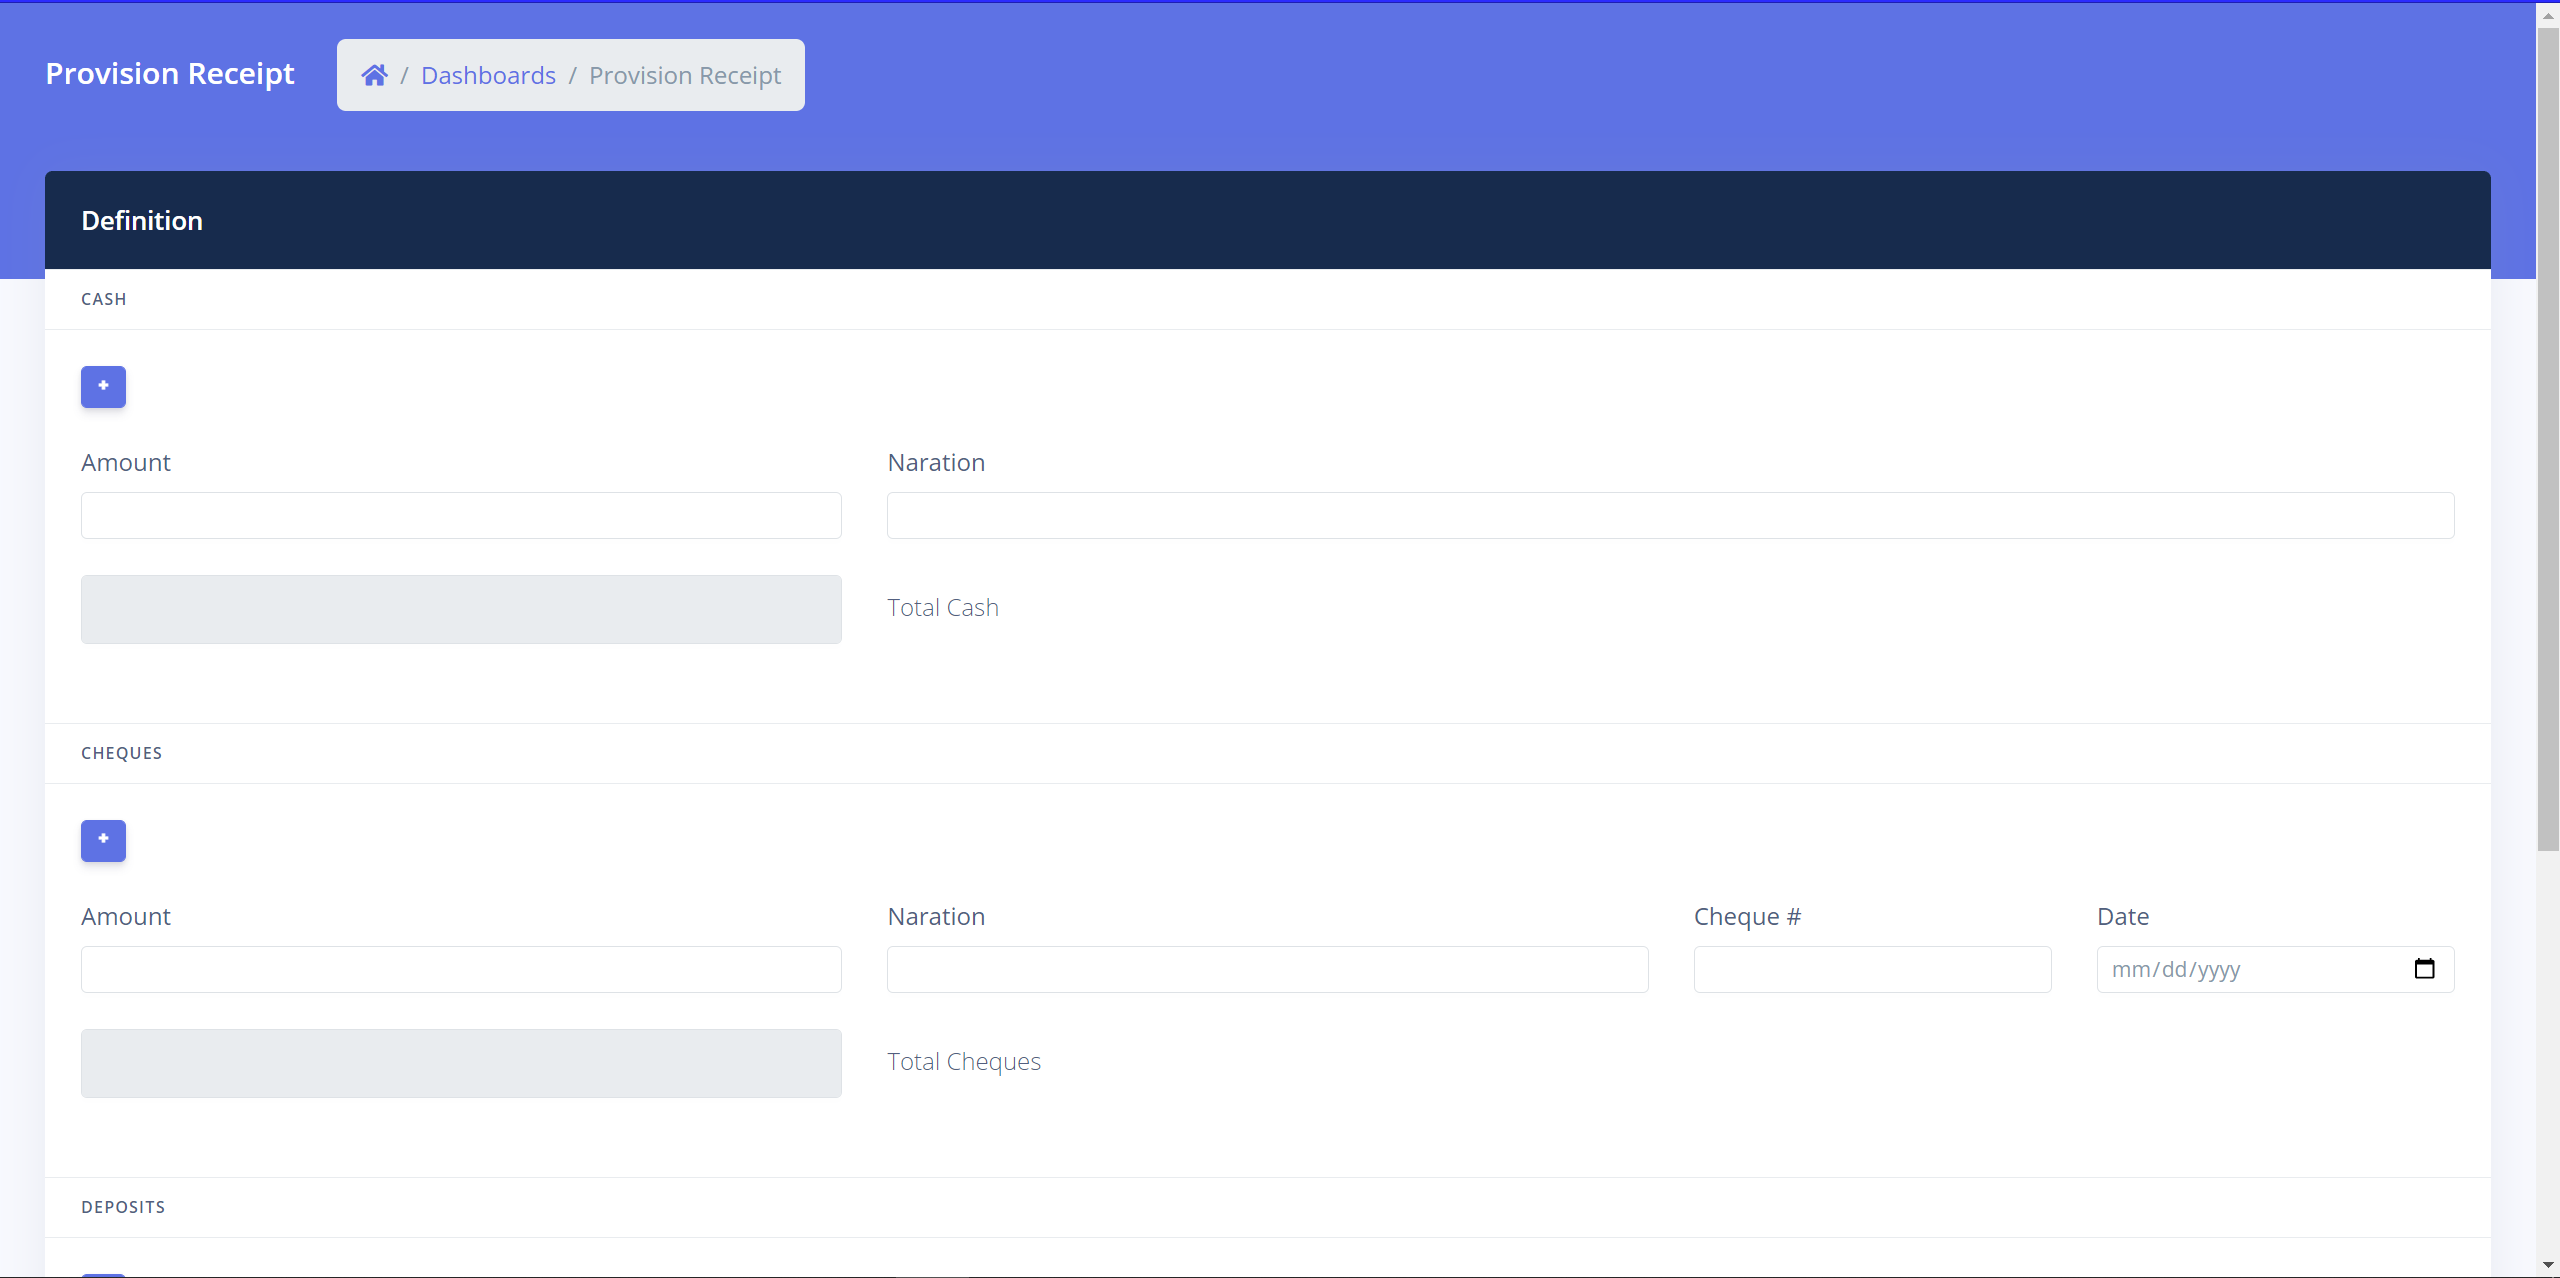 Provision Receipt
/ Dashboards / Provision Receipt
Definition
CASH
+
Amount Naration
Total Cash
CHEQUES
+
Amount Naration Cheque # Date
mm/dd/yyyy
Total Cheques
DEPOSITS